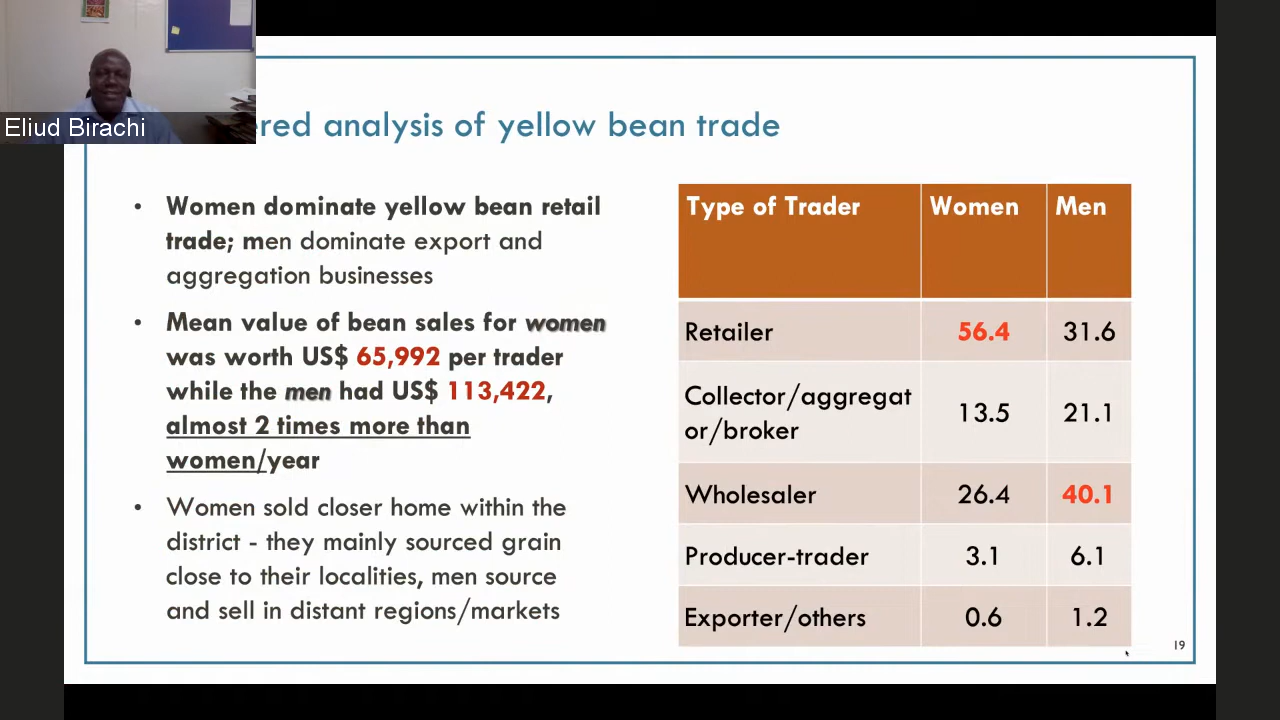 Eliud Birachi
ered analysis of yellow bean trade
• Women dominate yellow bean retail
trade; men dominate export and
aggregation businesses
• Mean value of bean sales for women
was worth US$ 65,992 per trader
while the men had US$ 113,422,
almost 2 times more than
women/year
• Women sold closer home within the
district - they mainly sourced grain
close to their localities, men source
and sell in distant regions/markets
Type of Trader Women Men
Retailer 56.4 31.6
Collector/aggregat
or/broker 13.5 21.1
Wholesaler 26.4 40.1
Producer-trader 3.1 6.1
Exporter/others 0.6 1.2
19